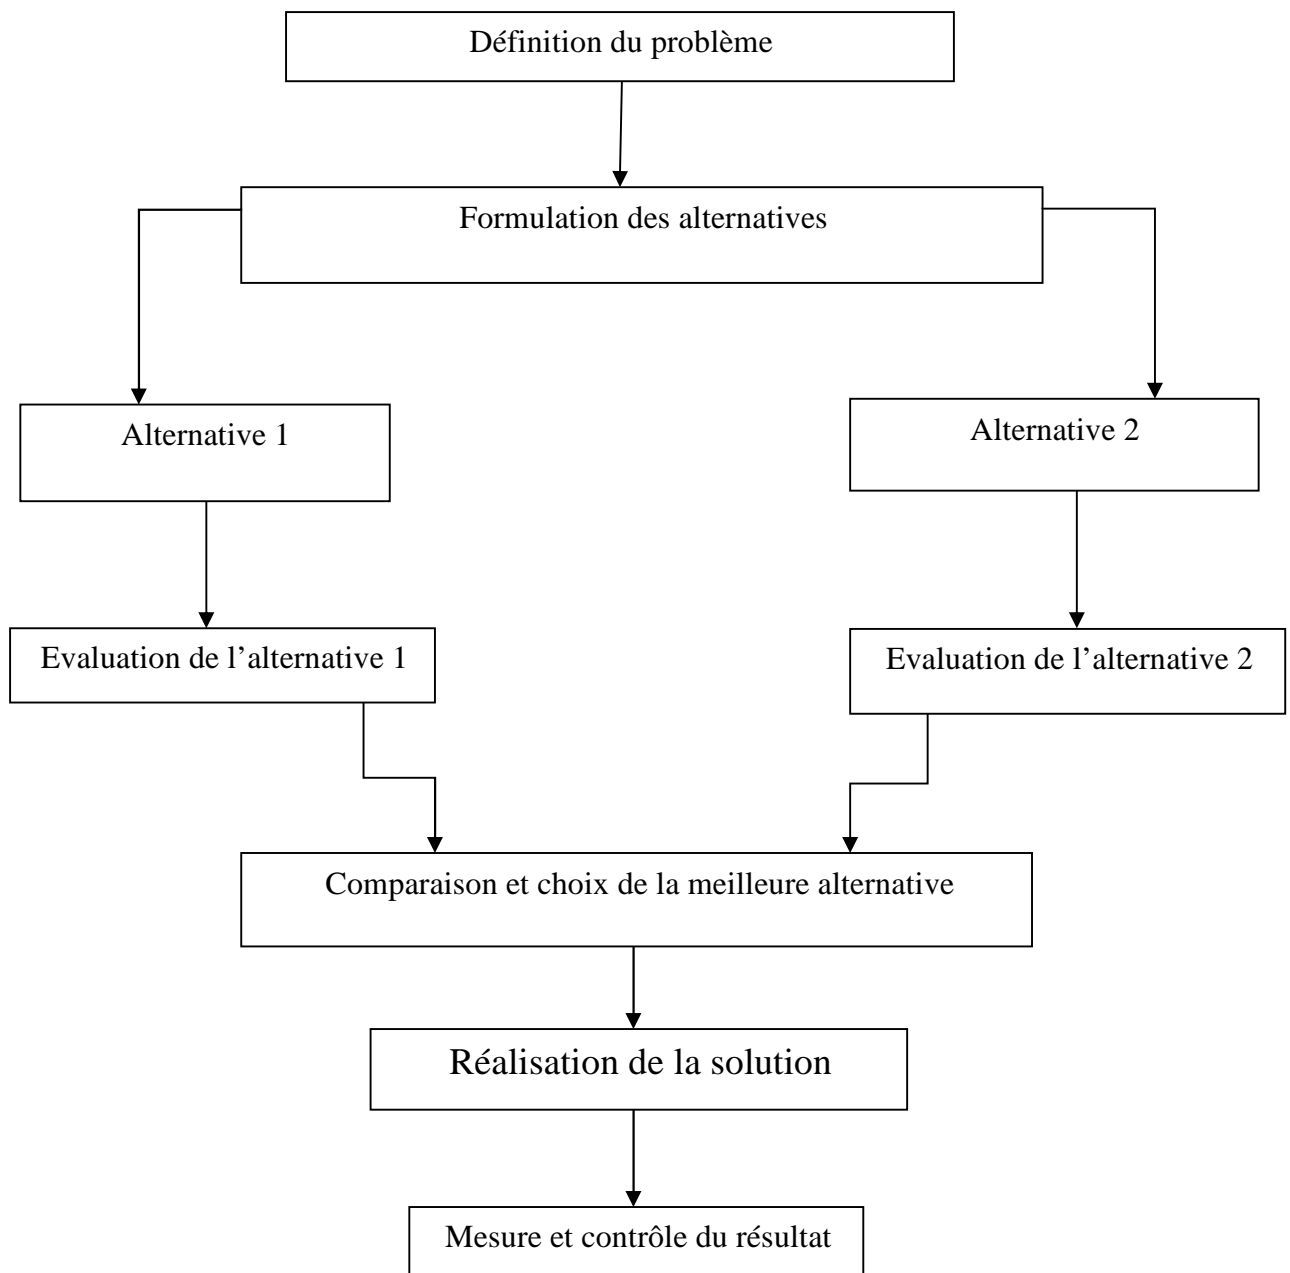 Définition du problème
Formulation des alternatives
Alternative 1
Alternative 2
Evaluation de l’alternative 1
Evaluation de l’alternative 2
Comparaison et choix de la meilleure alternative
Réalisation de la solution
Mesure et contrôle du résultat